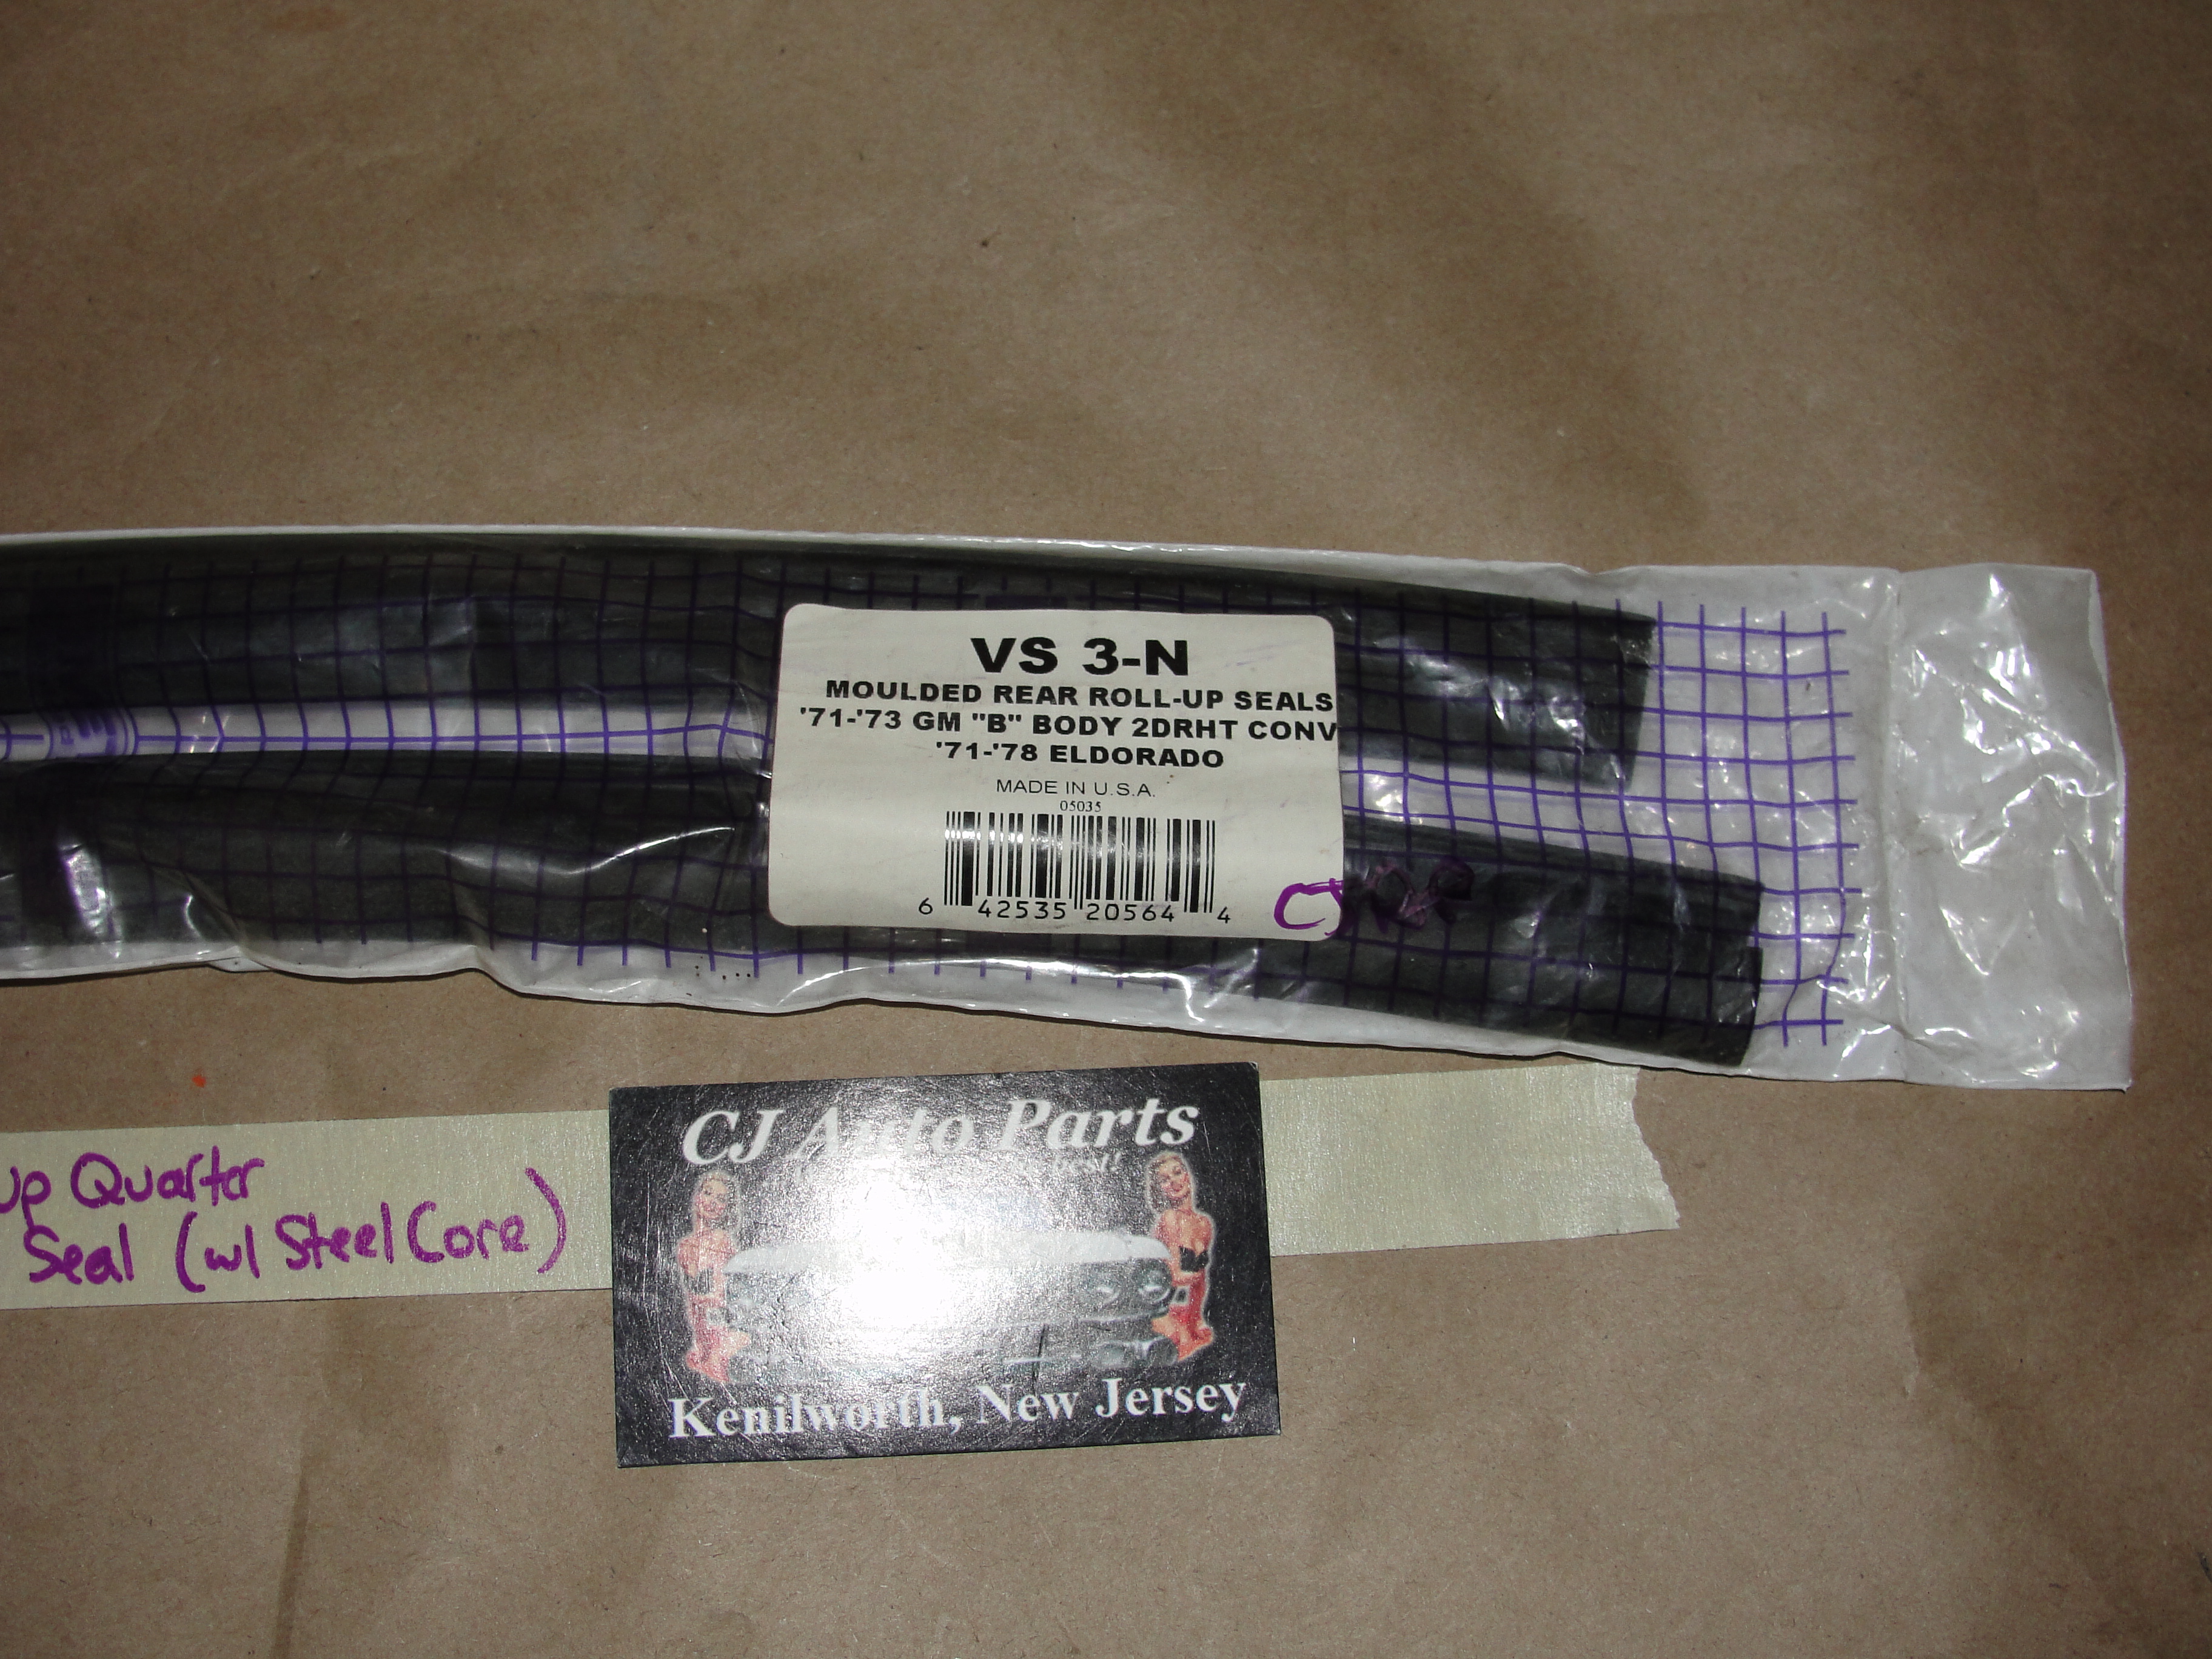 VS 3-N
MOULDED REAR ROLL-UP SEALS
'71-'73 GM "B" BODY 2DRHT CONV
'71-'78 ELDORADO
MADE IN U.S.A.
05035
6 42535 20564 4
up Quarter
Seal (w/ Steel Core)
CJ Auto Parts
best!
Kenilworth, New Jersey